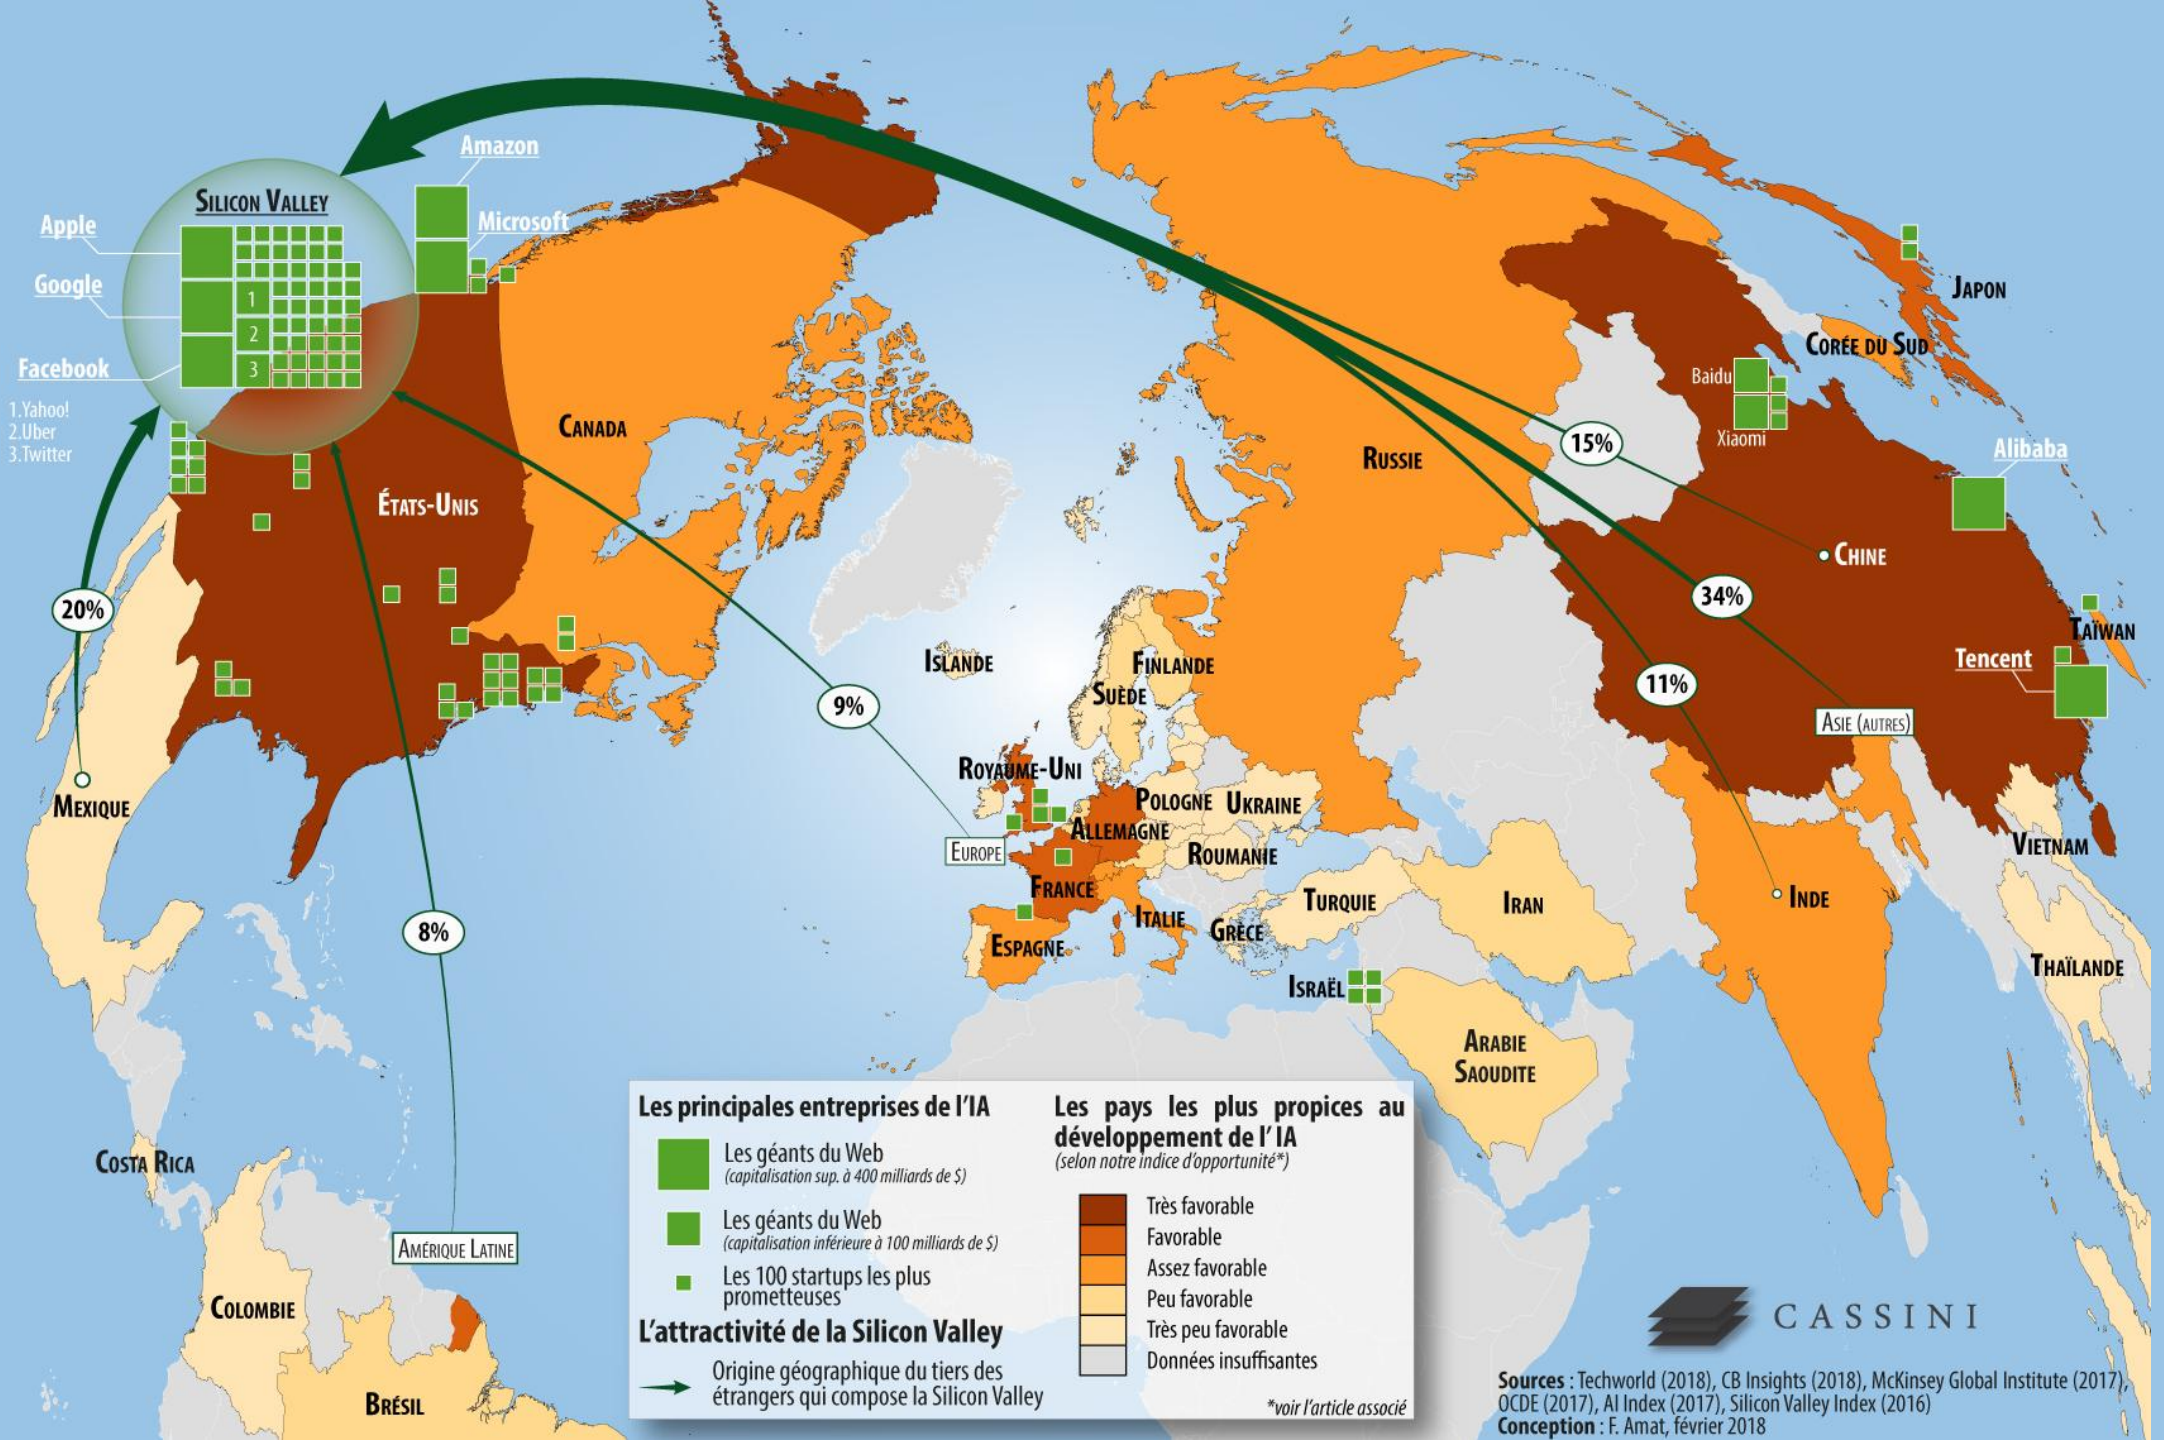 Amazon
SILICON VALLEY
Microsoft
Apple
Google
Facebook
1
2
3
1.Yahoo!
2.Uber
3.Twitter
CANADA
ÉTATS-UNIS
RUSSIE
JAPON
CORÉE DU SUD
Baidu
Xiaomi
Alibaba
CHINE
15%
34%
11%
20%
9%
8%
TAÏWAN
Tencent
ASIE (AUTRES)
ISLANDE
FINLANDE
SUÈDE
ROYAUME-UNI
POLOGNE
UKRAINE
ALLEMAGNE
ROUMANIE
EUROPE
FRANCE
ITALIE
GRÈCE
ESPAGNE
TURQUIE
IRAN
INDE
VIETNAM
THAÏLANDE
ISRAËL
ARABIE
SAOUDITE
MEXIQUE
COSTA RICA
AMÉRIQUE LATINE
COLOMBIE
BRÉSIL
Les principales entreprises de l'IA
Les géants du Web
(capitalisation sup. à 400 milliards de $)
Les géants du Web
(capitalisation inférieure à 100 milliards de $)
Les 100 startups les plus
prometteuses
L'attractivité de la Silicon Valley
Origine géographique du tiers des
étrangers qui compose la Silicon Valley
Les pays les plus propices au
développement de l' IA
(selon notre indice d'opportunité*)
Très favorable
Favorable
Assez favorable
Peu favorable
Très peu favorable
Données insuffisantes
*voir l'article associé
CASSINI
Sources : Techworld (2018), CB Insights (2018), McKinsey Global Institute (2017),
OCDE (2017), AI Index (2017), Silicon Valley Index (2016)
Conception : F. Amat, février 2018